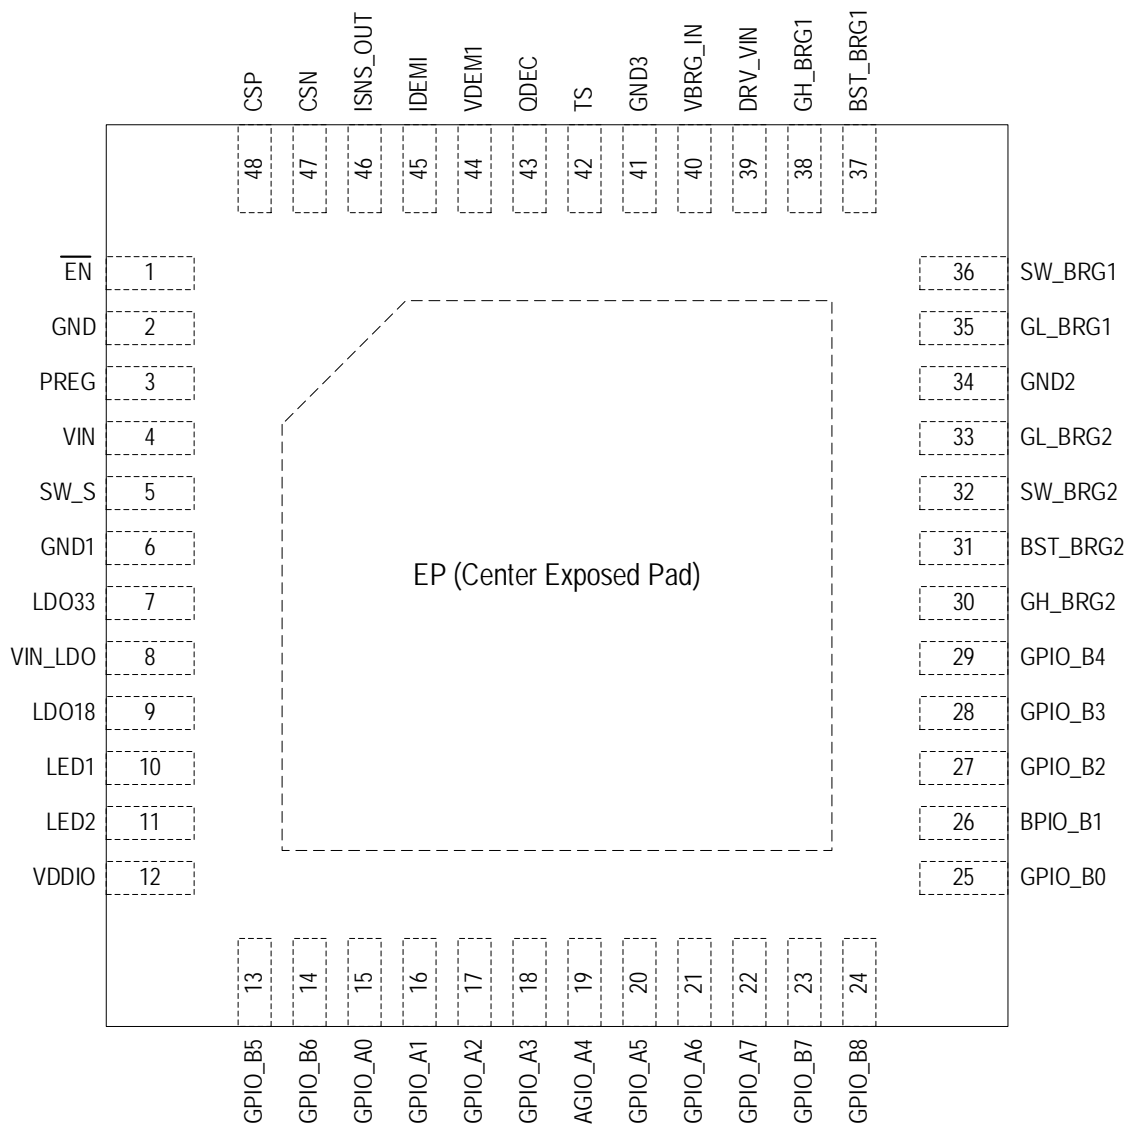 CSP
CSN
ISNS_OUT
IDEMI
VDEM1
QDEC
TS
GND3
VBRG_IN
DRV_VIN
GH_BRG1
BST_BRG1
48
47
46
45
44
43
42
41
40
39
38
37
EN 1
GND 2
PREG 3
VIN 4
SW_S 5
GND1 6
LDO33 7
VIN_LDO 8
LDO18 9
LED1 10
LED2 11
VDDIO 12
EP (Center Exposed Pad)
36 SW_BRG1
35 GL_BRG1
34 GND2
33 GL_BRG2
32 SW_BRG2
31 BST_BRG2
30 GH_BRG2
29 GPIO_B4
28 GPIO_B3
27 GPIO_B2
26 BPIO_B1
25 GPIO_B0
13
14
15
16
17
18
19
20
21
22
23
24
GPIO_B5
GPIO_B6
GPIO_A0
GPIO_A1
GPIO_A2
GPIO_A3
AGIO_A4
GPIO_A5
GPIO_A6
GPIO_A7
GPIO_B7
GPIO_B8